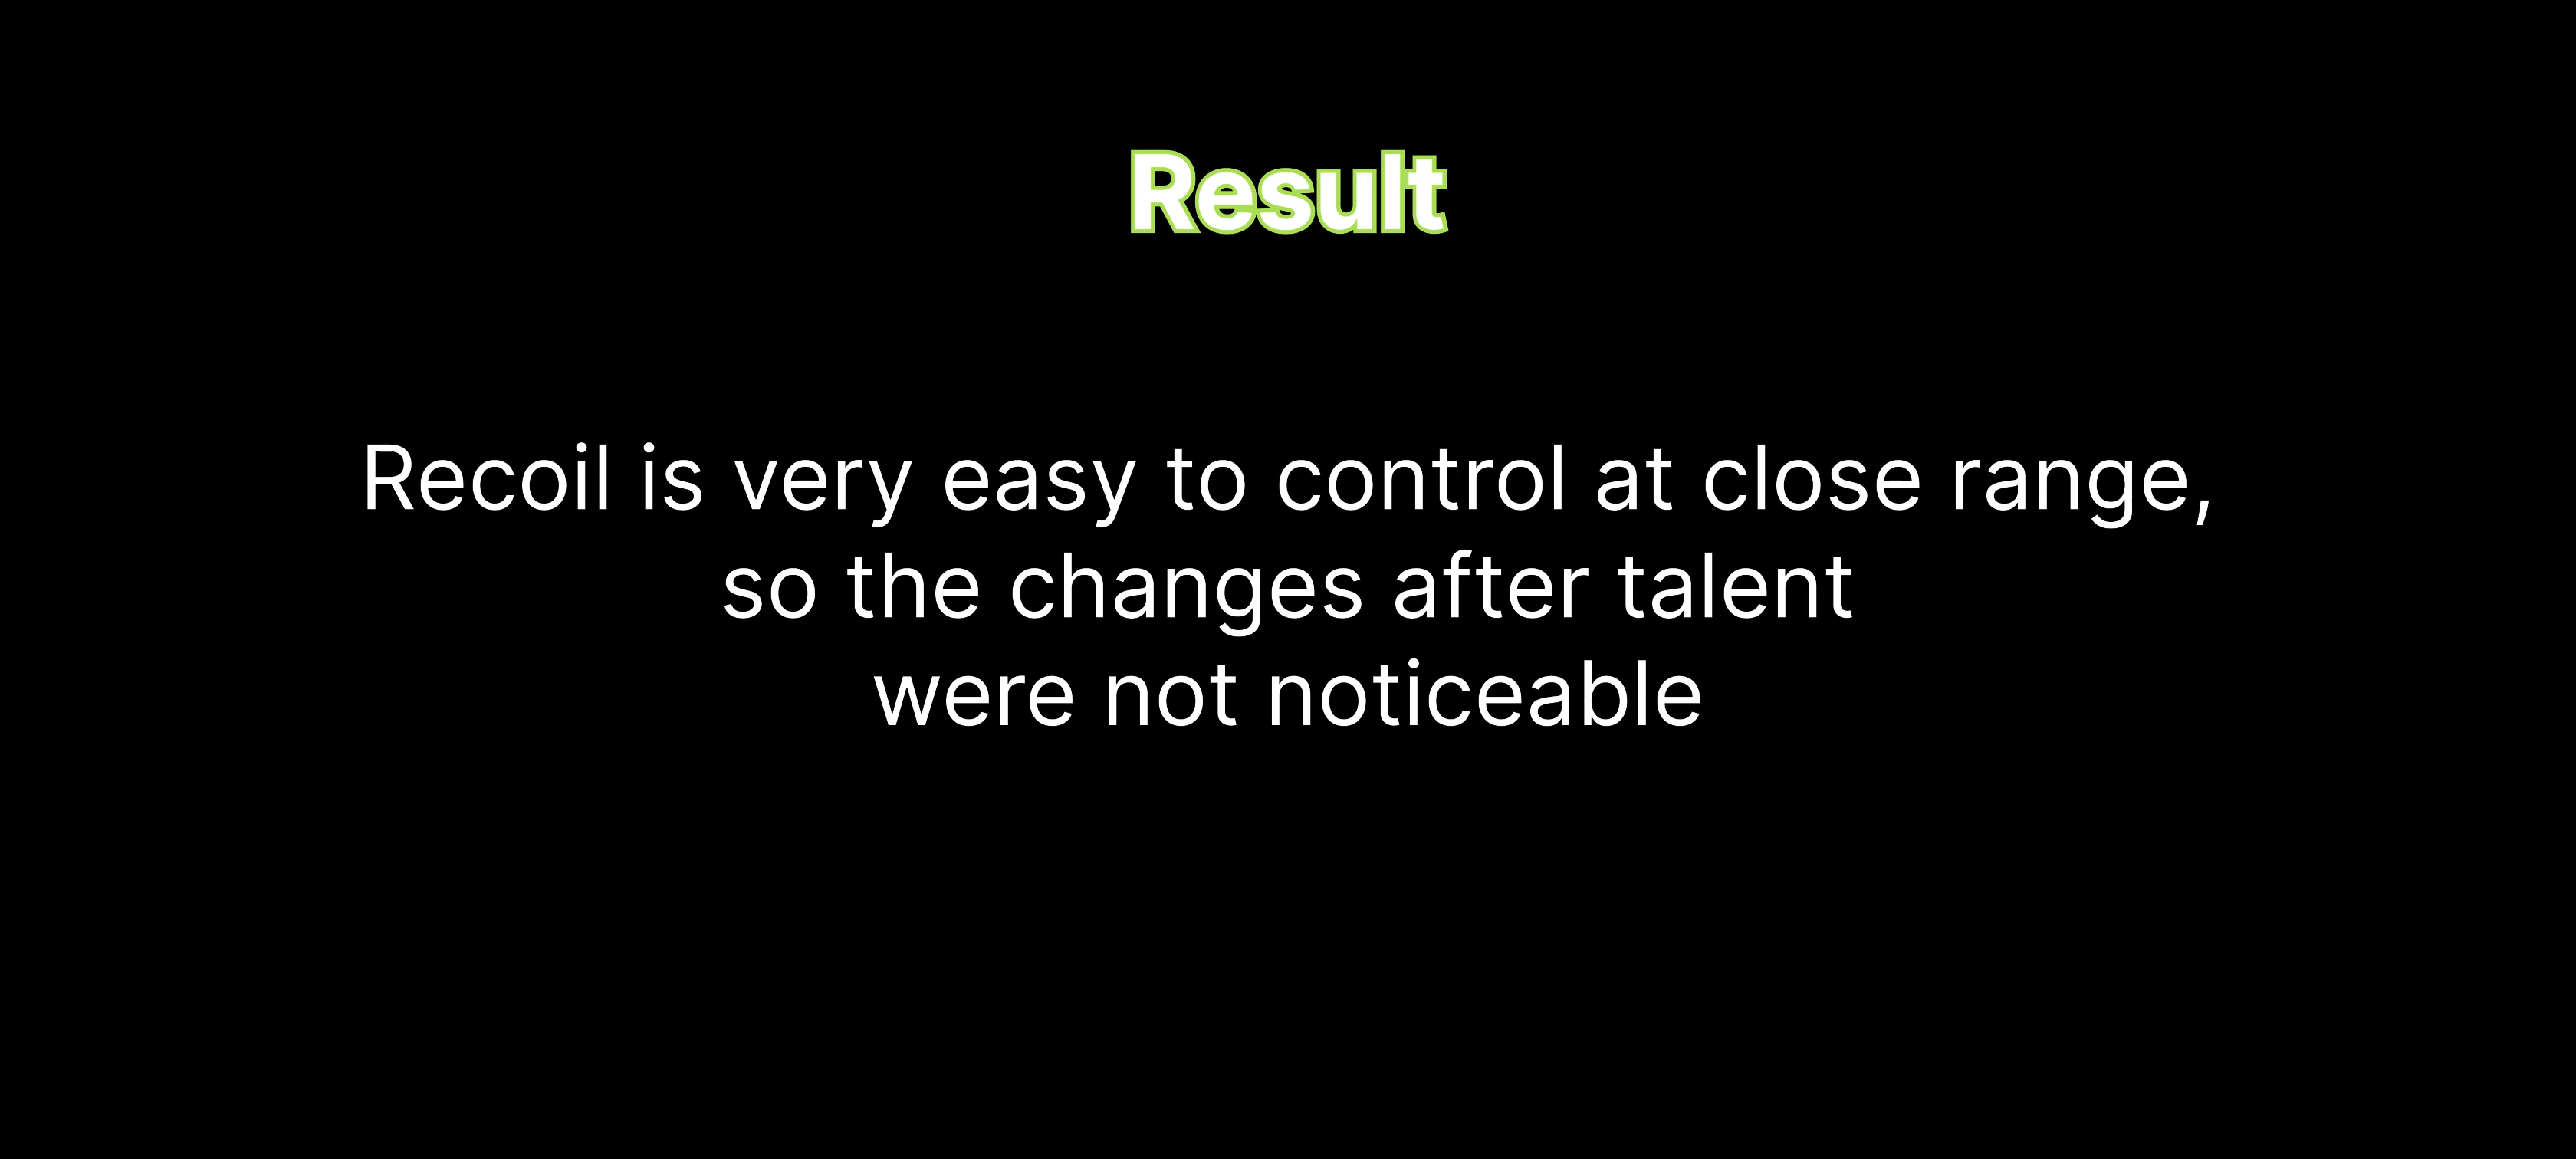 Result
Recoil is very easy to control at close range,
so the changes after talent
were not noticeable